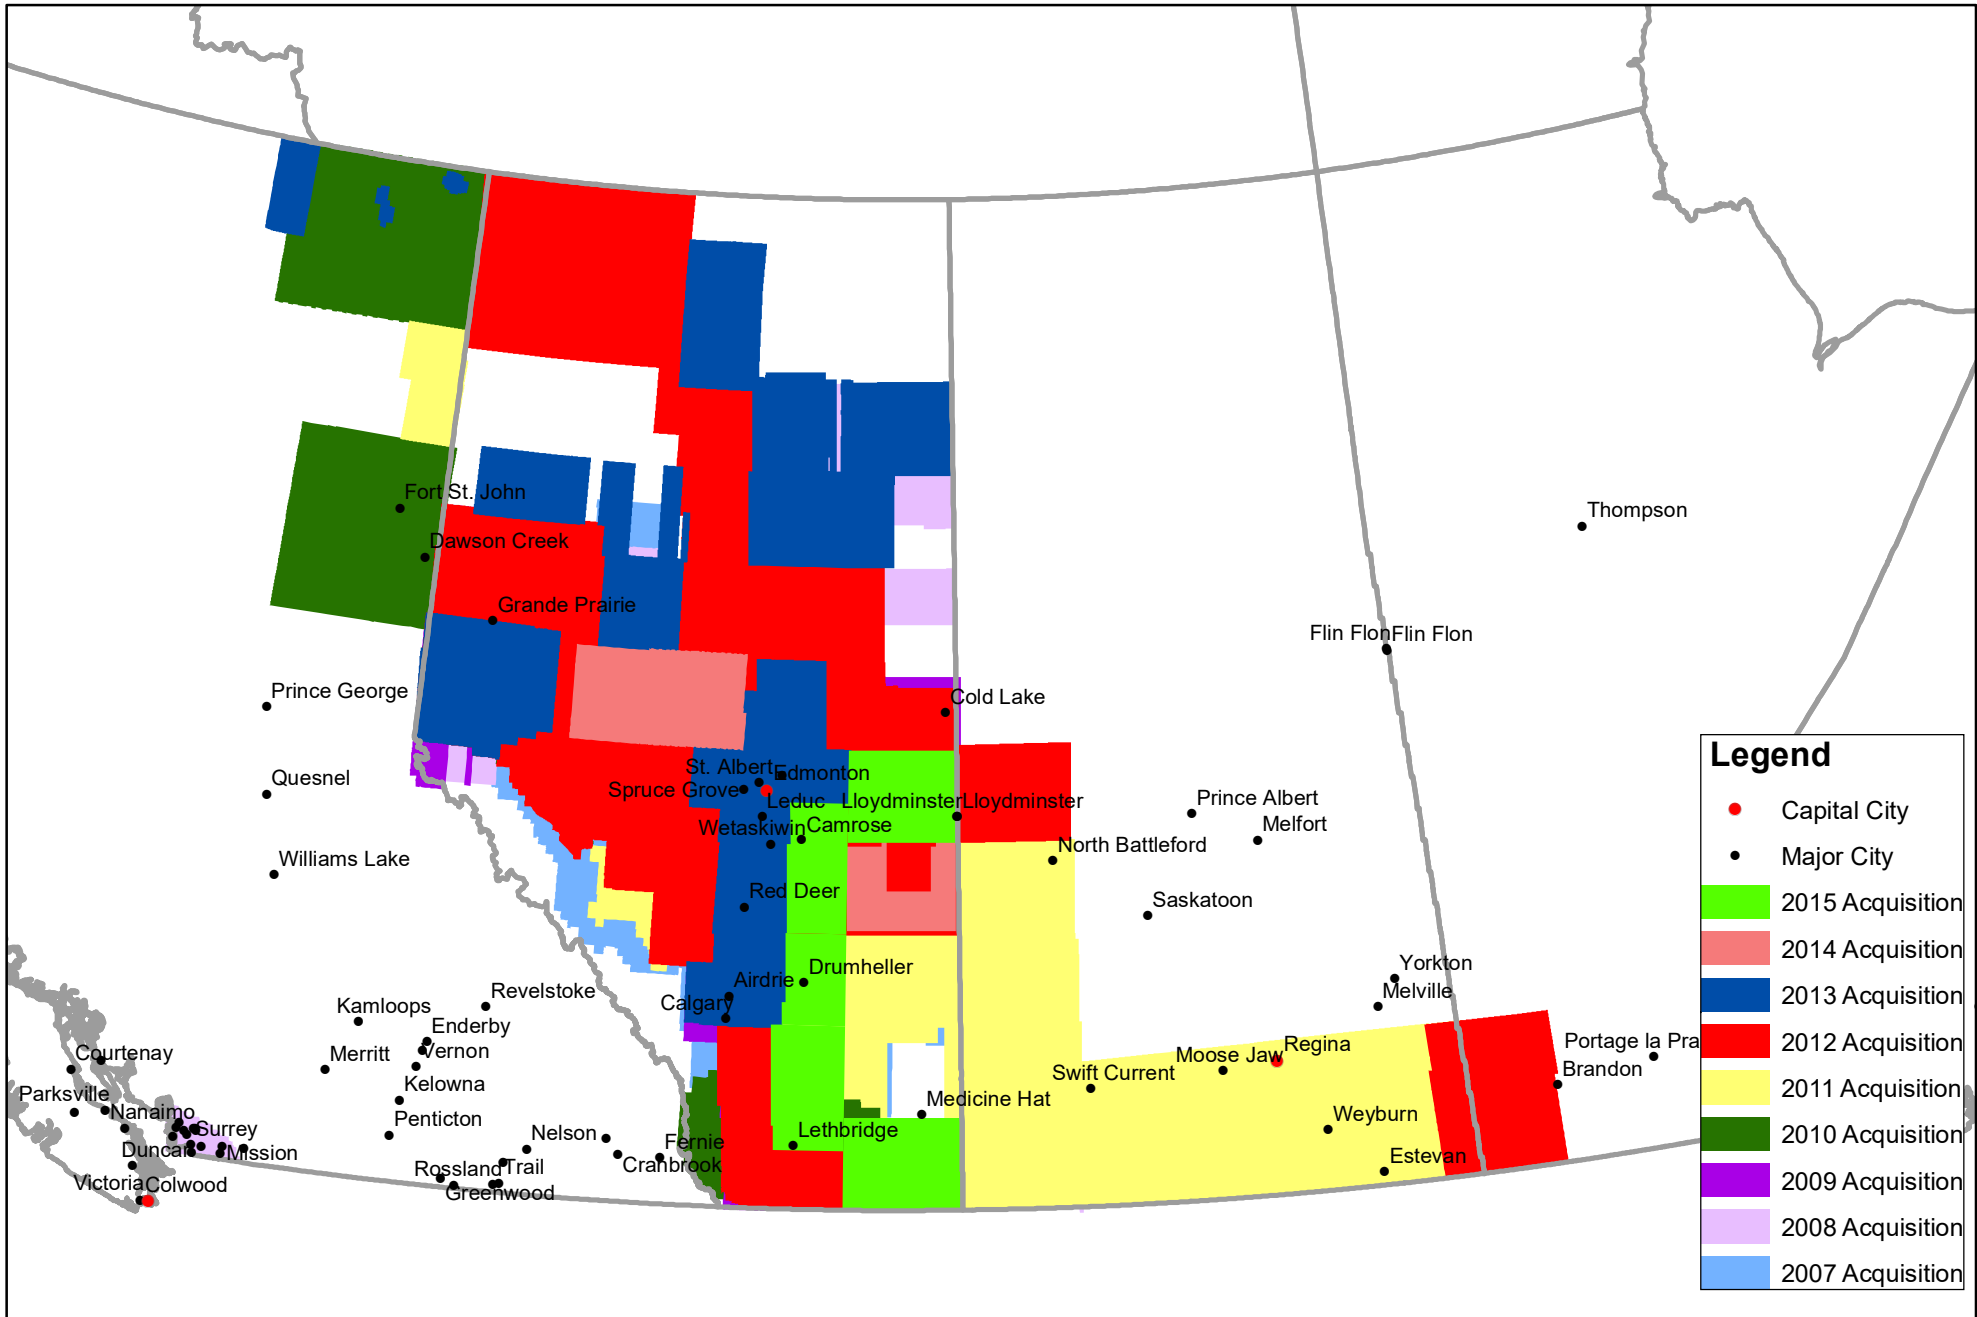 Fort St. John
Thompson
Dawson Creek
Grande Prairie
Flin Flon
Flin Flon
Prince George
Cold Lake
St. Albert
Edmonton
Quesnel
Spruce Grove
Leduc
Lloydminster
Lloydminster
Prince Albert
Wetaskiwin
Camrose
Melfort
North Battleford
Williams Lake
Red Deer
Saskatoon
Yorkton
Drumheller
Airdrie
Melville
Revelstoke
Calgary
Kamloops
Enderby
Vernon
Merritt
Courtenay
Kelowna
Parksville
Nanaimo
Penticton
Surrey
Duncan
Mission
Nelson
Fernie
Cranbrook
Rossland
Trail
Greenwood
Victoria
Colwood
Lethbridge
Medicine Hat
Swift Current
Moose Jaw
Regina
Portage la Pra
Brandon
Weyburn
Estevan
Legend
Capital City
Major City
2015 Acquisition
2014 Acquisition
2013 Acquisition
2012 Acquisition
2011 Acquisition
2010 Acquisition
2009 Acquisition
2008 Acquisition
2007 Acquisition